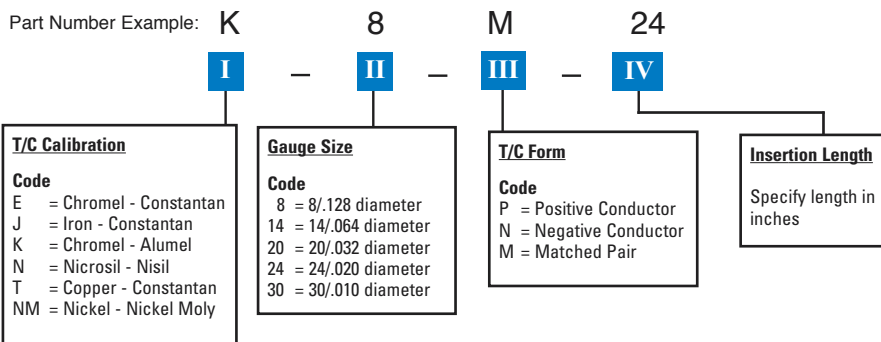 Part Number Example: K 8 M 24
I – II – III – IV
T/C Calibration
Code
E = Chromel - Constantan
J = Iron - Constantan
K = Chromel - Alumel
N = Nicrosil - Nisil
T = Copper - Constantan
NM = Nickel - Nickel Moly
Gauge Size
Code
8 = 8/.128 diameter
14 = 14/.064 diameter
20 = 20/.032 diameter
24 = 24/.020 diameter
30 = 30/.010 diameter
T/C Form
Code
P = Positive Conductor
N = Negative Conductor
M = Matched Pair
Insertion Length
Specify length in
inches